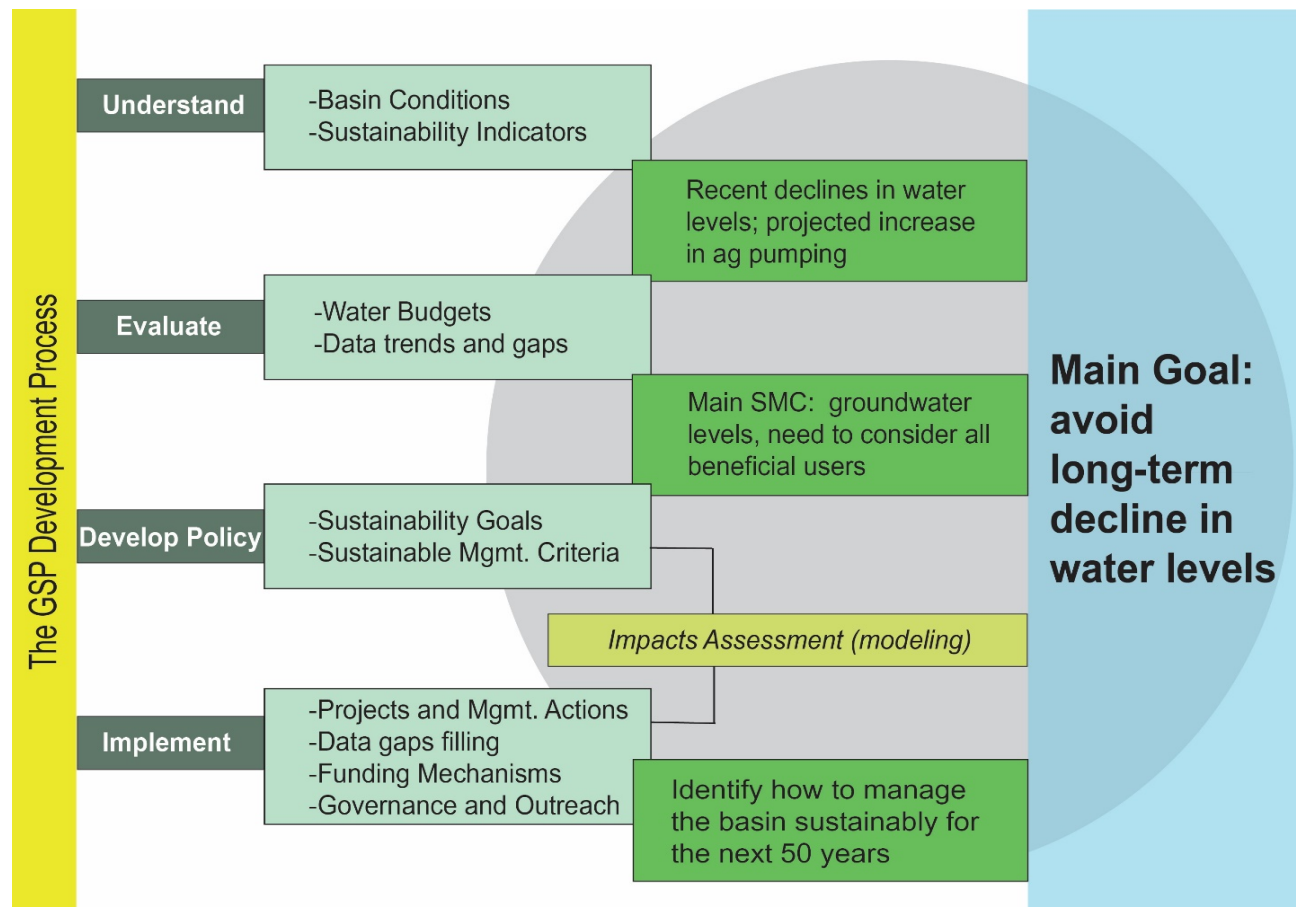 The GSP Development Process
Understand
-Basin Conditions
-Sustainability Indicators
Recent declines in water
levels; projected increase
in ag pumping
Evaluate
-Water Budgets
-Data trends and gaps
Main SMC:  groundwater
levels, need to consider all
beneficial users
Develop Policy
-Sustainability Goals
-Sustainable Mgmt. Criteria
Impacts Assessment (modeling)
Implement
-Projects and Mgmt. Actions
-Data gaps filling
-Funding Mechanisms
-Governance and Outreach
Identify how to manage
the basin sustainably for
the next 50 years
Main Goal:
avoid
long-term
decline in
water levels